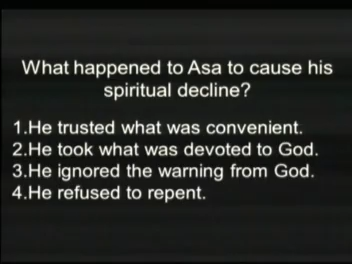 What happened to Asa to cause his
spiritual decline?
1.He trusted what was convenient.
2.He took what was devoted to God.
3.He ignored the warning from God.
4.He refused to repent.